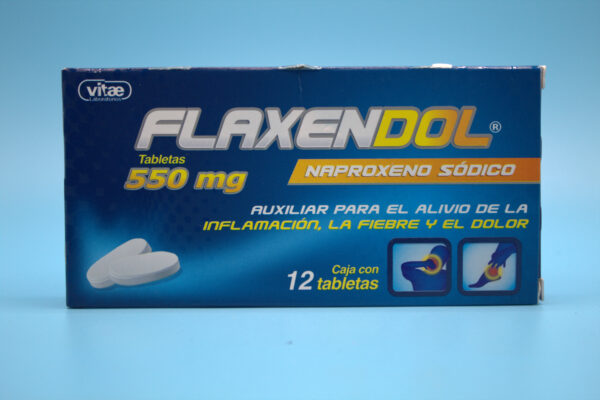 vitæ
Laboratorios
FLAXENDOL®
Tabletas
550 mg
NAPROXENO SÓDICO
AUXILIAR PARA EL ALIVIO DE LA
INFLAMACIÓN, LA FIEBRE Y EL DOLOR
Caja con
12 tabletas